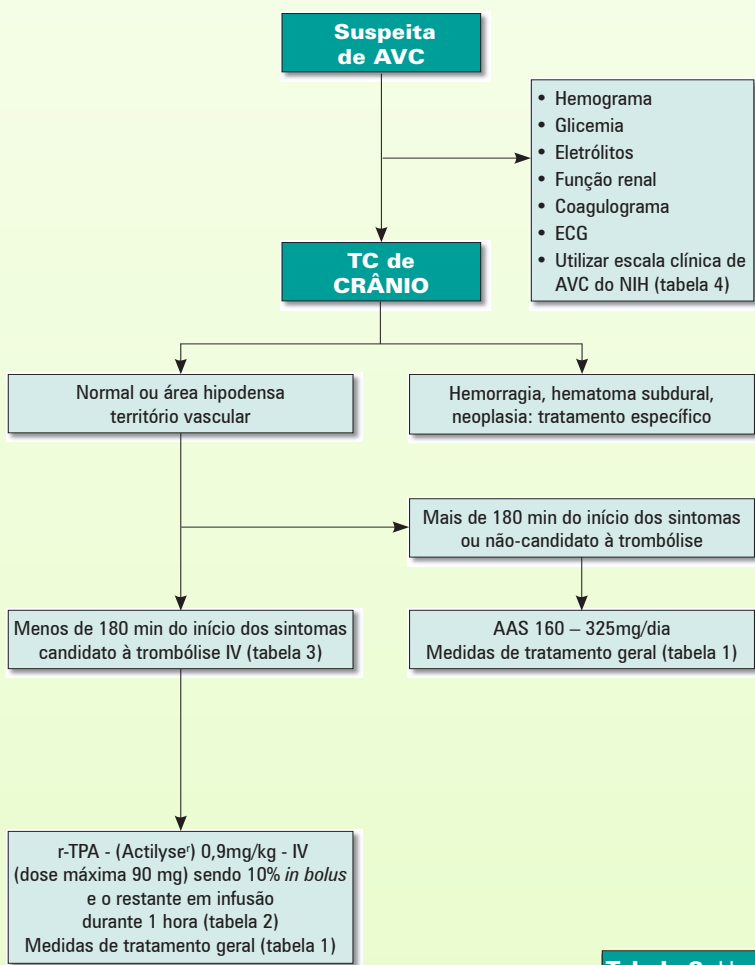 Suspeita
de AVC
• Hemograma
• Glicemia
• Eletrólitos
• Função renal
• Coagulograma
• ECG
• Utilizar escala clínica de
AVC do NIH (tabela 4)
TC de
CRÂNIO
Normal ou área hipodensa
território vascular
Hemorragia, hematoma subdural,
neoplasia: tratamento específico
Mais de 180 min do início dos sintomas
ou não-candidato à trombólise
Menos de 180 min do início dos sintomas
candidato à trombólise IV (tabela 3)
AAS 160 – 325mg/dia
Medidas de tratamento geral (tabela 1)
r-TPA - (Actilyseʳ) 0,9mg/kg - IV
(dose máxima 90 mg) sendo 10% in bolus
e o restante em infusão
durante 1 hora (tabela 2)
Medidas de tratamento geral (tabela 1)